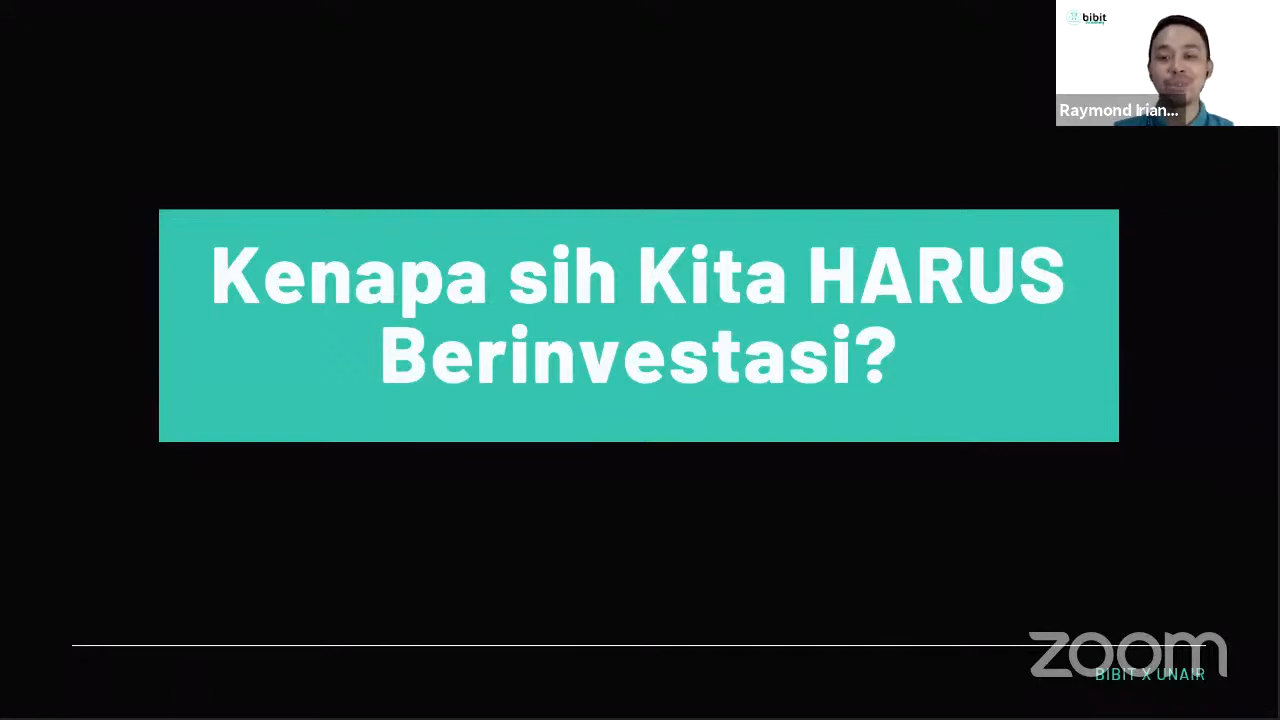 bibit
Raymond Irian...
Kenapa sih Kita HARUS
Berinvestasi?
zoom
BIBIT X UNAIR